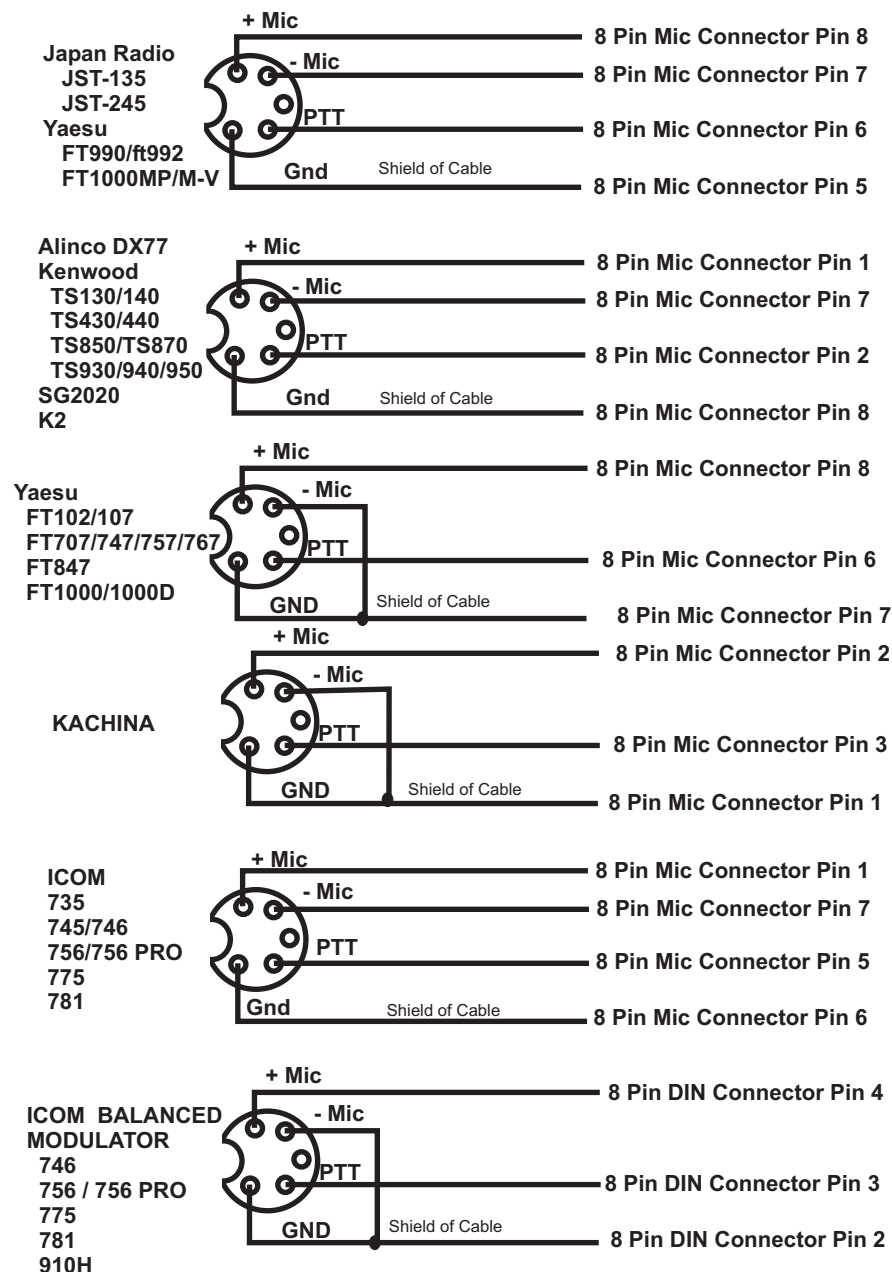 + Mic
8 Pin Mic Connector Pin 8
Japan Radio
- Mic
JST-135
8 Pin Mic Connector Pin 7
JST-245
PTT
Yaesu
8 Pin Mic Connector Pin 6
FT990/ft992
FT1000MP/M-V
Gnd
Shield of Cable
8 Pin Mic Connector Pin 5
Alinco DX77
+ Mic
8 Pin Mic Connector Pin 1
Kenwood
- Mic
TS130/140
8 Pin Mic Connector Pin 7
TS430/440
PTT
TS850/TS870
8 Pin Mic Connector Pin 2
TS930/940/950
SG2020
Gnd
Shield of Cable
8 Pin Mic Connector Pin 8
K2
+ Mic
8 Pin Mic Connector Pin 8
Yaesu
- Mic
FT102/107
FT707/747/757/767
PTT
8 Pin Mic Connector Pin 6
FT847
FT1000/1000D
GND
Shield of Cable
8 Pin Mic Connector Pin 7
+ Mic
8 Pin Mic Connector Pin 2
- Mic
KACHINA
PTT
8 Pin Mic Connector Pin 3
GND
Shield of Cable
8 Pin Mic Connector Pin 1
+ Mic
8 Pin Mic Connector Pin 1
ICOM
- Mic
735
8 Pin Mic Connector Pin 7
745/746
756/756 PRO
PTT
8 Pin Mic Connector Pin 5
775
781
Gnd
Shield of Cable
8 Pin Mic Connector Pin 6
+ Mic
8 Pin DIN Connector Pin 4
ICOM BALANCED
- Mic
MODULATOR
746
PTT
756 / 756 PRO
8 Pin DIN Connector Pin 3
775
GND
Shield of Cable
781
8 Pin DIN Connector Pin 2
910H